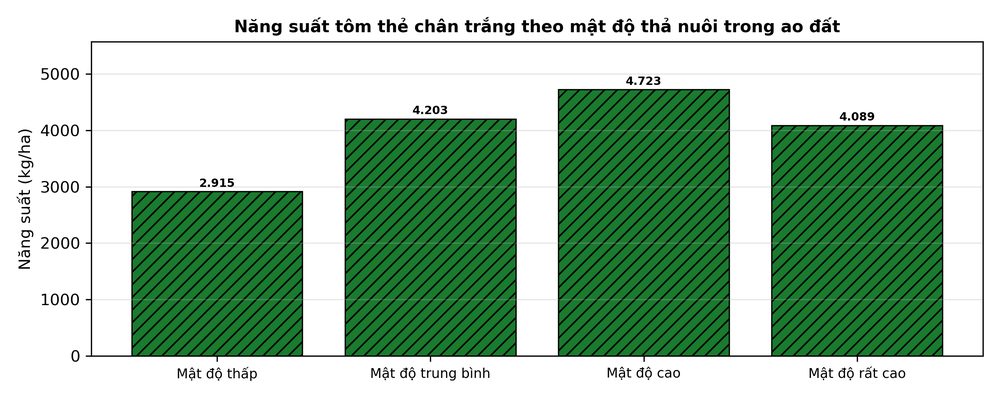 Năng suất tôm thẻ chân trắng theo mật độ thả nuôi trong ao đất
Năng suất (kg/ha)
5000
4000
3000
2000
1000
0
2.915
4.203
4.723
4.089
Mật độ thấp
Mật độ trung bình
Mật độ cao
Mật độ rất cao